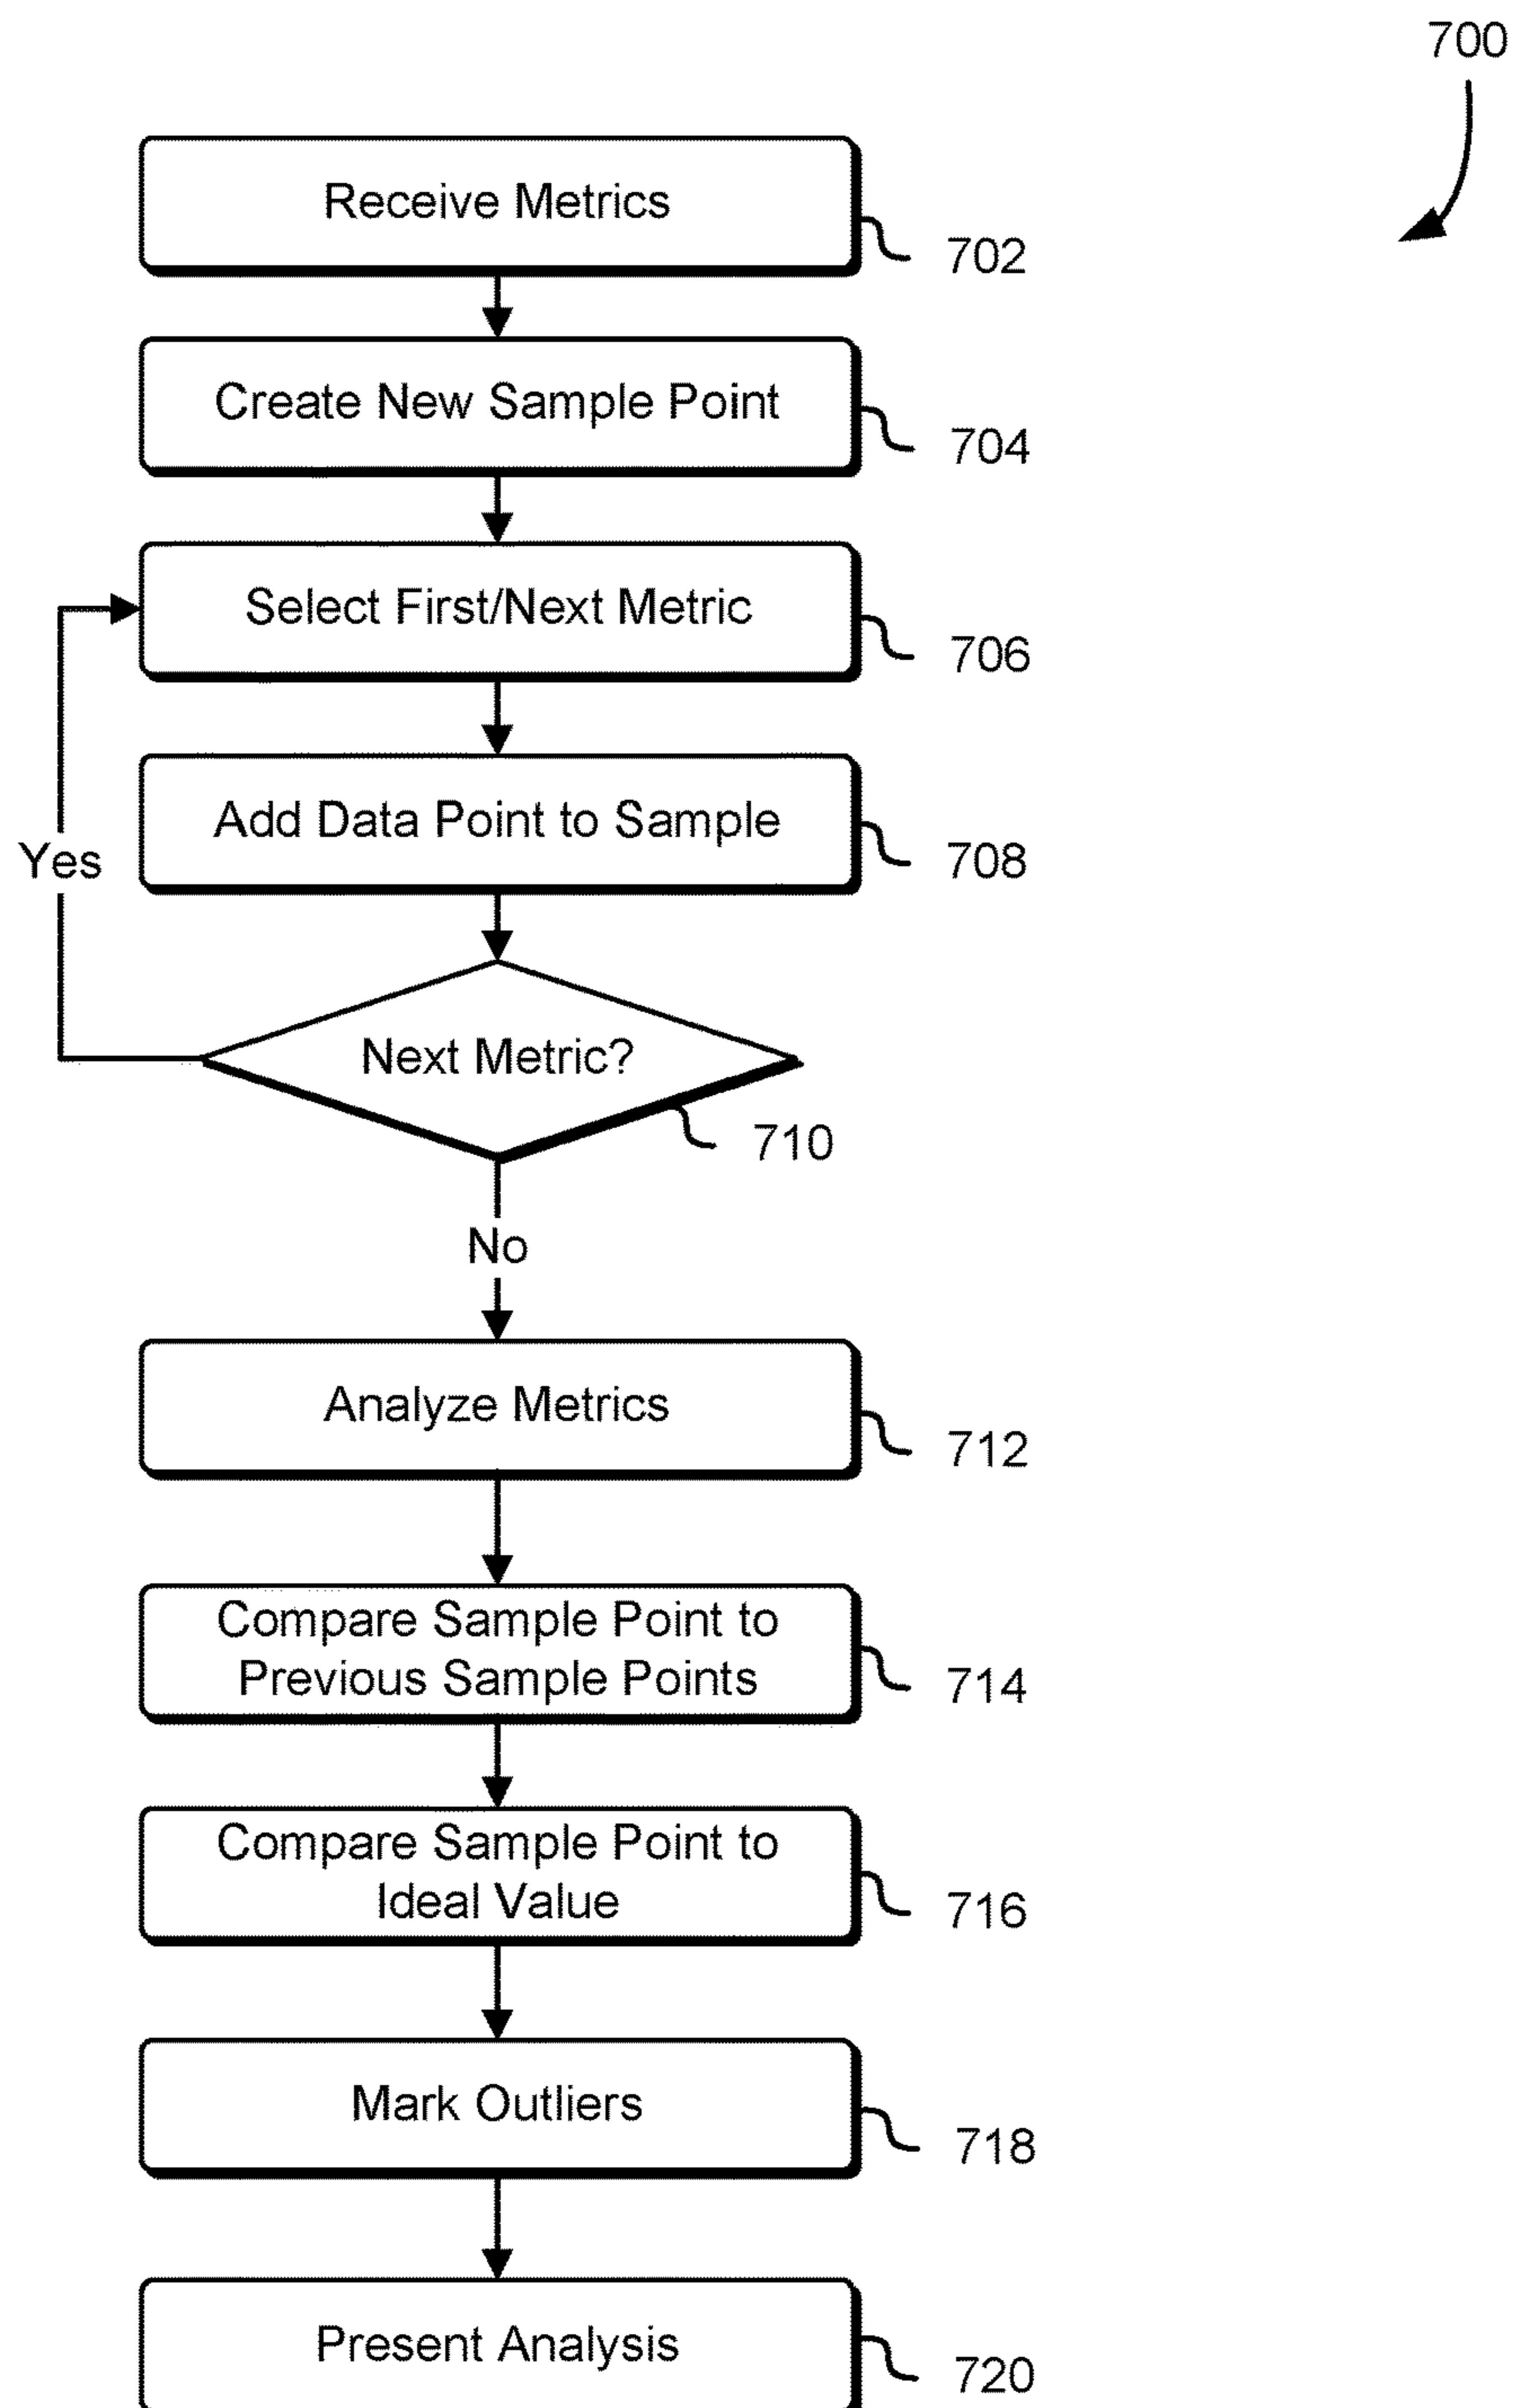 700
Receive Metrics
702
Create New Sample Point
704
Select First/Next Metric
706
Add Data Point to Sample
708
Yes
Next Metric?
710
No
Analyze Metrics
712
Compare Sample Point to
Previous Sample Points
714
Compare Sample Point to
Ideal Value
716
Mark Outliers
718
Present Analysis
720